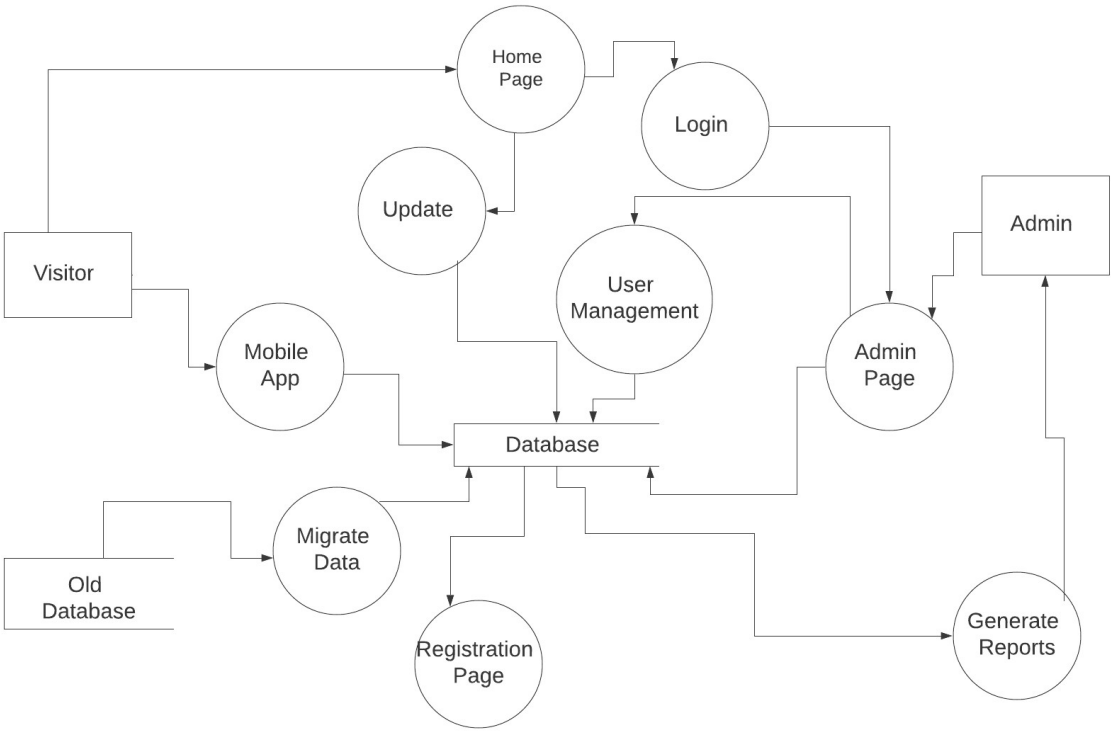 Home
Page
Login
Update
Admin
Visitor
User
Management
Mobile
App
Admin
Page
Database
Migrate
Data
Old
Database
Generate
Reports
Registration
Page